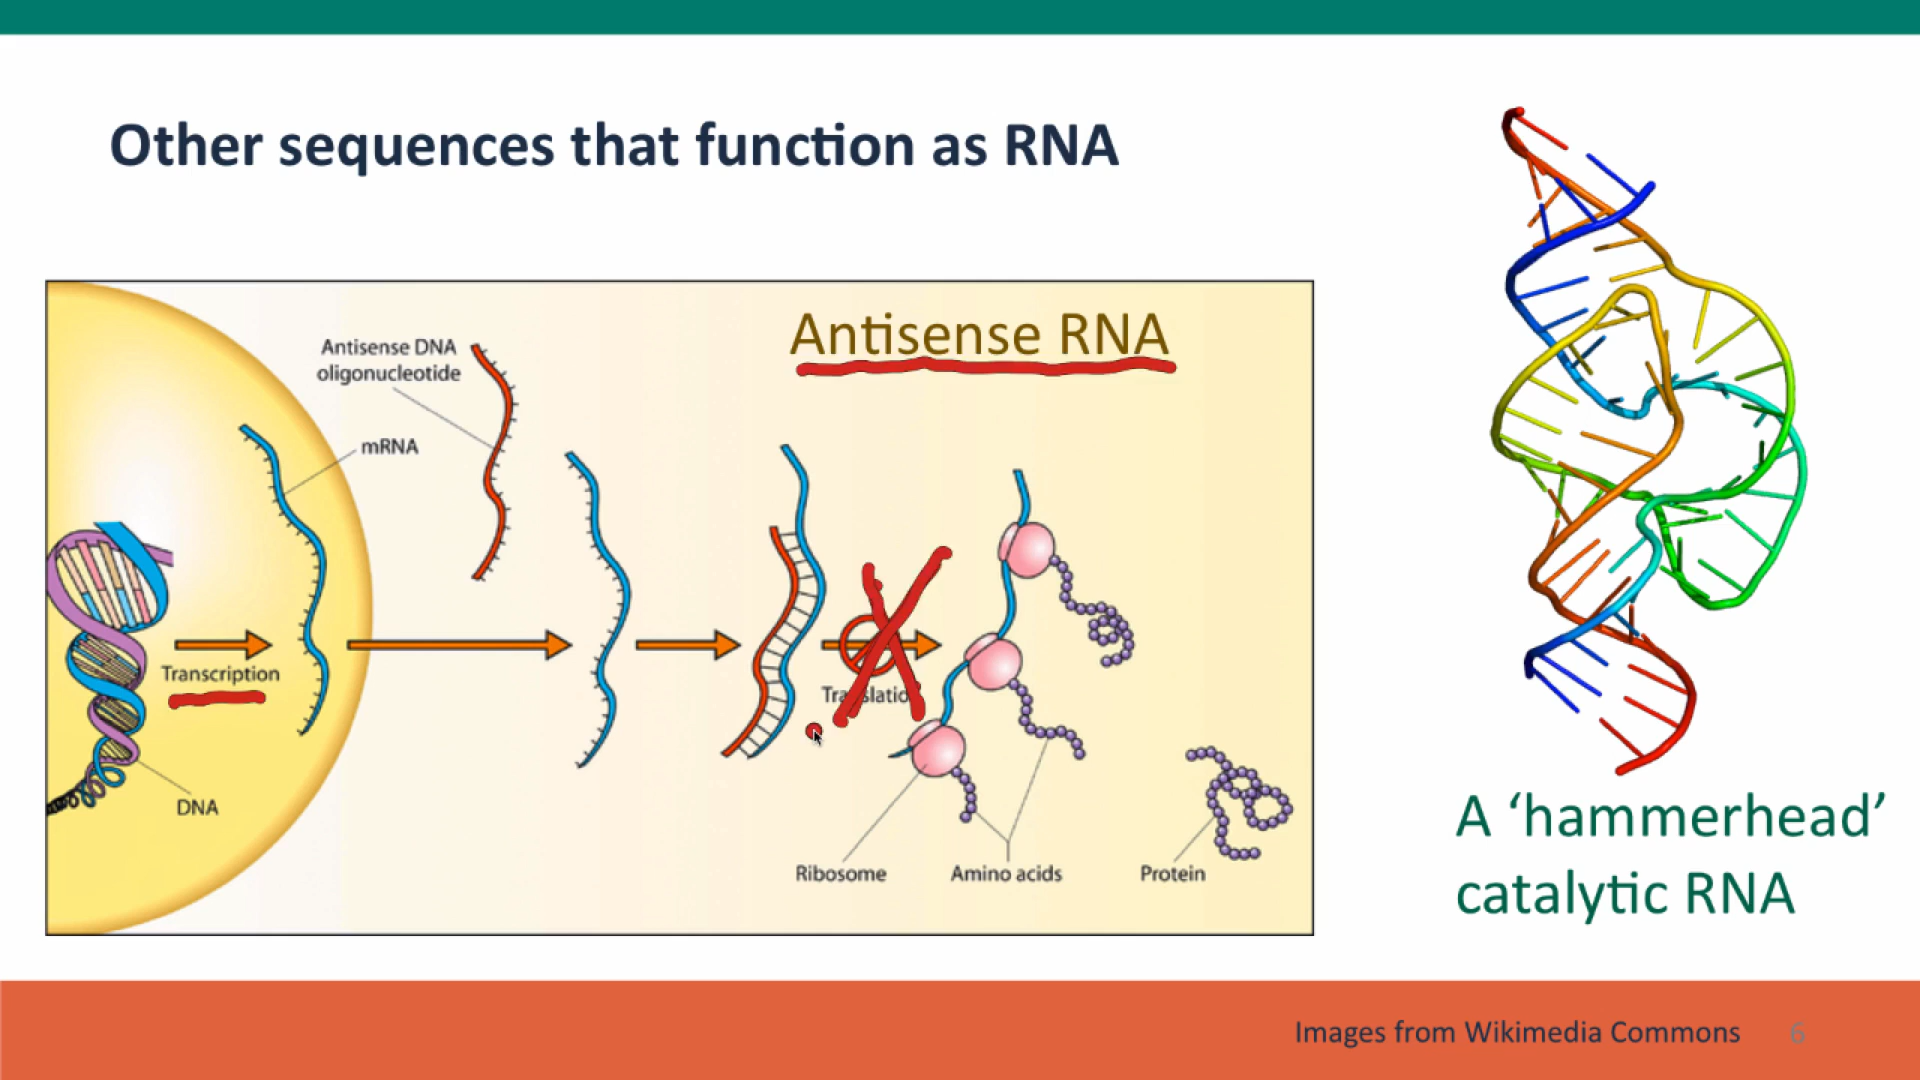 Other sequences that function as RNA
Antisense RNA
Antisense DNA
oligonucleotide
mRNA
Transcription
DNA
Ribosome
Amino acids
Protein
A ‘hammerhead’
catalytic RNA
Images from Wikimedia Commons
6